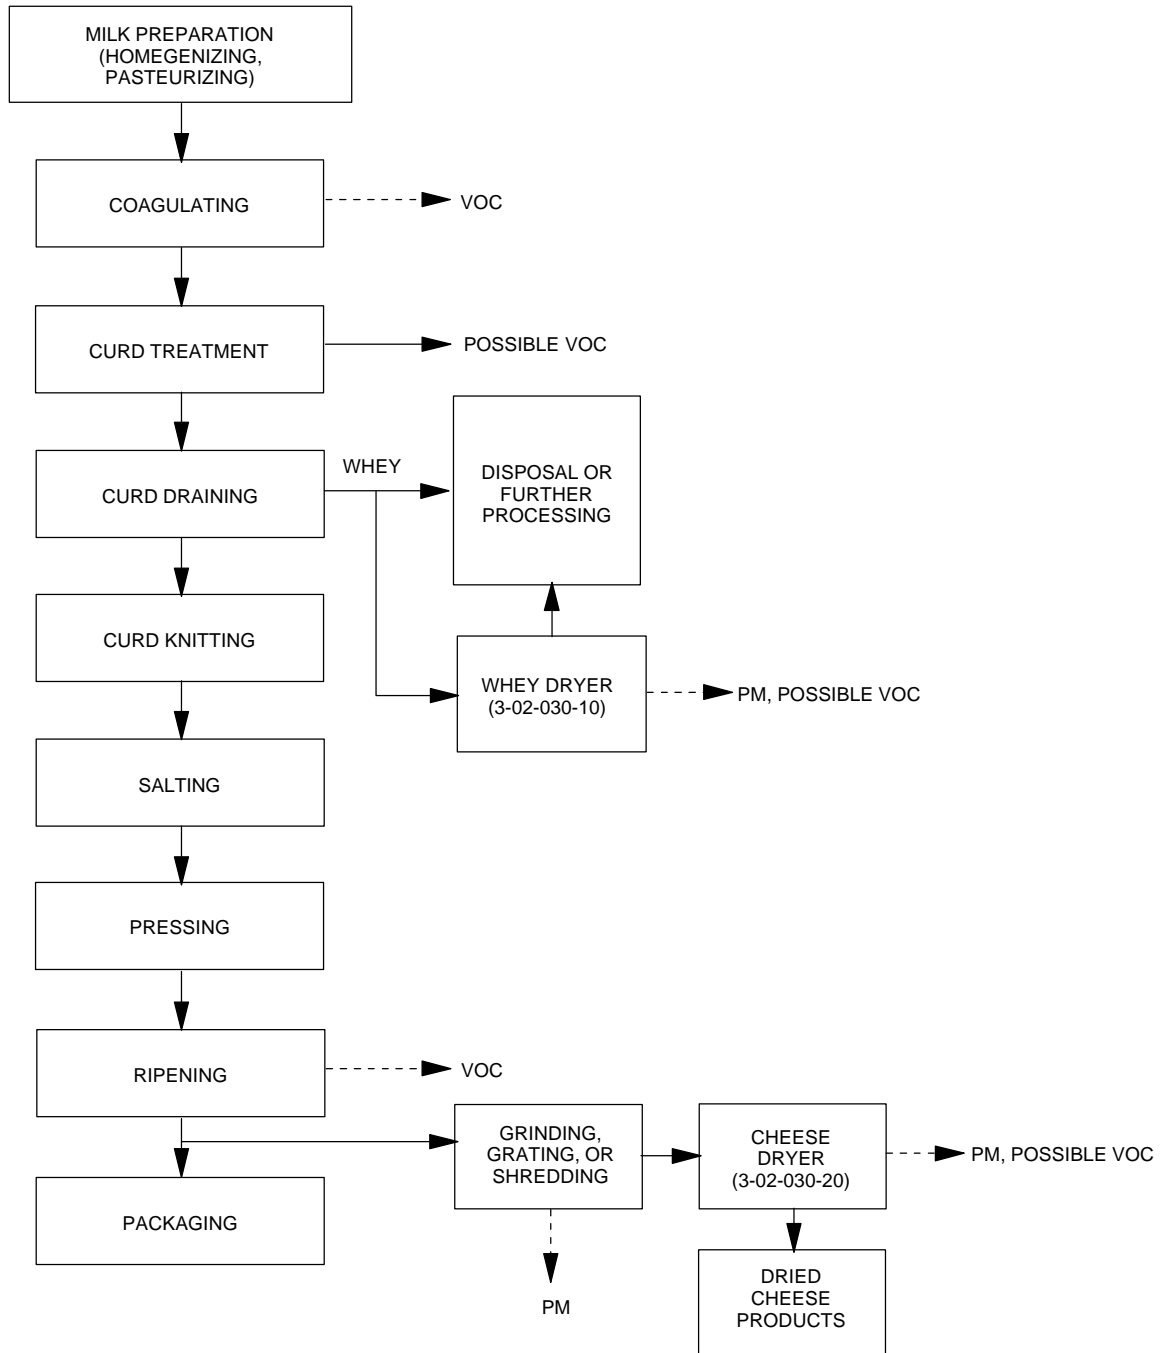 MILK PREPARATION
(HOMEGENIZING,
PASTEURIZING)
COAGULATING
VOC
CURD TREATMENT
POSSIBLE VOC
CURD DRAINING
WHEY
DISPOSAL OR
FURTHER
PROCESSING
CURD KNITTING
WHEY DRYER
(3-02-030-10)
PM, POSSIBLE VOC
SALTING
PRESSING
RIPENING
VOC
GRINDING,
GRATING, OR
SHREDDING
CHEESE
DRYER
(3-02-030-20)
PM, POSSIBLE VOC
PACKAGING
PM
DRIED
CHEESE
PRODUCTS